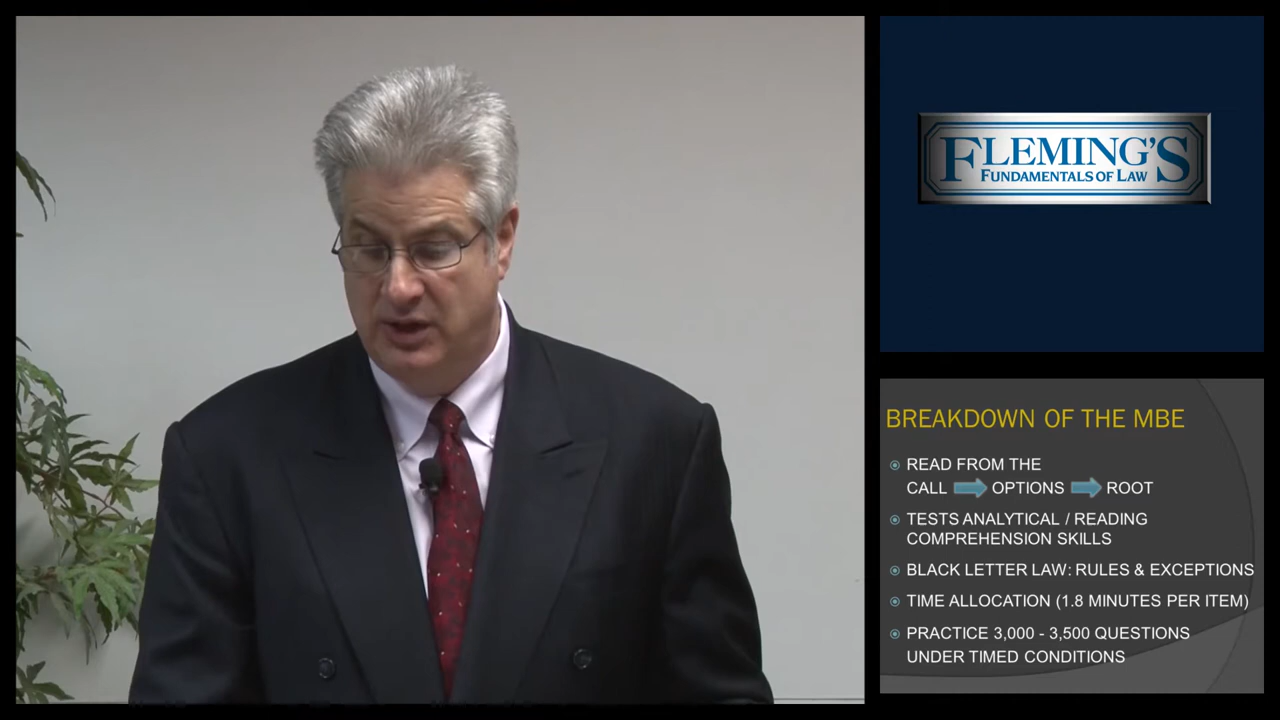 FLEMING'S
FUNDAMENTALS OF LAW
BREAKDOWN OF THE MBE
READ FROM THE
CALL OPTIONS ROOT
TESTS ANALYTICAL / READING
COMPREHENSION SKILLS
BLACK LETTER LAW: RULES & EXCEPTIONS
TIME ALLOCATION (1.8 MINUTES PER ITEM)
PRACTICE 3,000 - 3,500 QUESTIONS
UNDER TIMED CONDITIONS